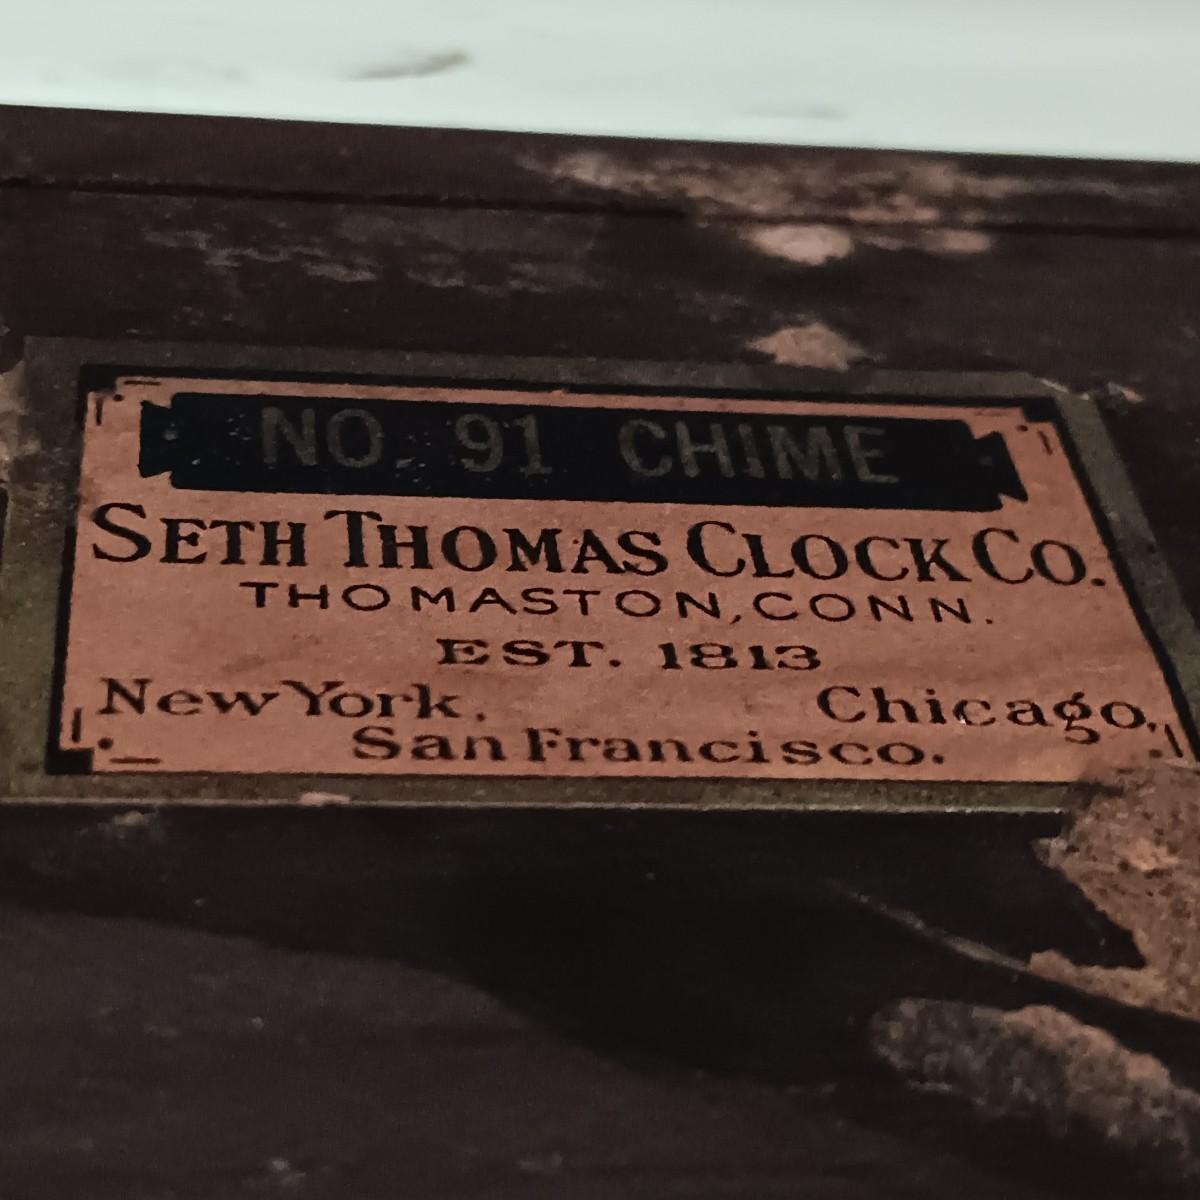 NO. 91 CHIME
SETH THOMAS CLOCK CO.
THOMASTON, CONN.
EST. 1813
New York. Chicago,
San Francisco.